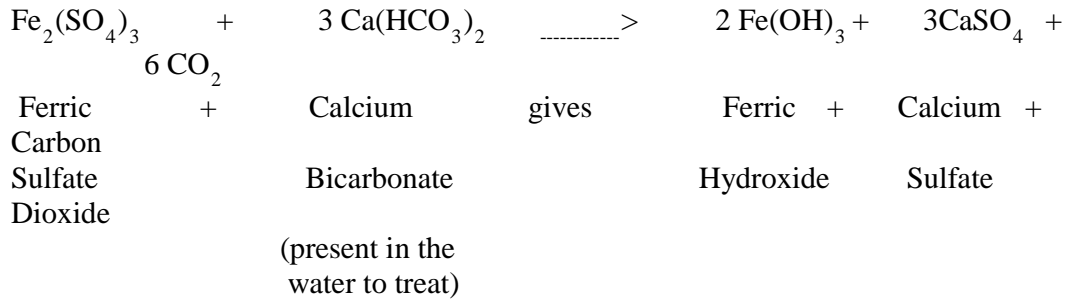 Fe2(SO4)3 + 3 Ca(HCO3)2 ------------> 2 Fe(OH)3 + 3CaSO4 +
6 CO2
Ferric + Calcium gives Ferric + Calcium +
Carbon
Sulfate Bicarbonate Hydroxide Sulfate
Dioxide
(present in the
water to treat)